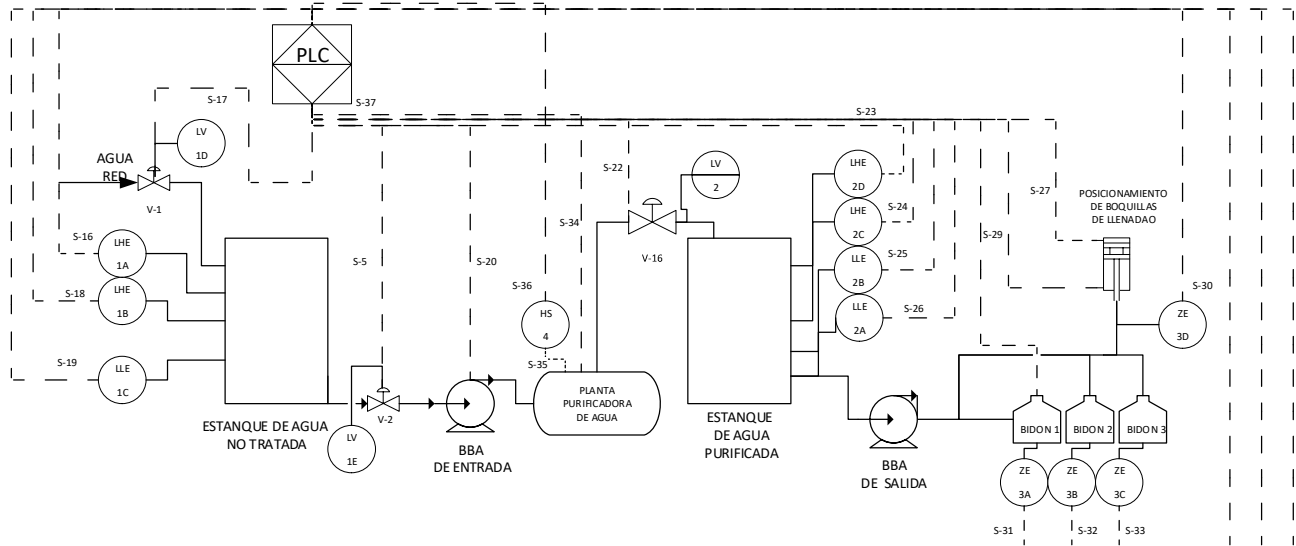 PLC
S-17
S-37
S-23
LV
1D
AGUA
RED
V-1
S-22
LV
2
LHE
2D
S-27
POSICIONAMIENTO
DE BOQUILLAS
DE LLENADAO
S-16
LHE
1A
S-5
S-20
S-34
V-16
S-24
LHE
2C
S-29
S-25
LLE
2B
S-18
LHE
1B
S-36
HS
4
S-26
LLE
2A
S-30
ZE
3D
S-19
LLE
1C
S-35
PLANTA
PURIFICADORA
DE AGUA
ESTANQUE DE AGUA
NO TRATADA
V-2
LV
1E
BBA
DE ENTRADA
ESTANQUE
DE AGUA
PURIFICADA
BBA
DE SALIDA
BIDON 1
BIDON 2
BIDON 3
ZE
3A
ZE
3B
ZE
3C
S-31
S-32
S-33